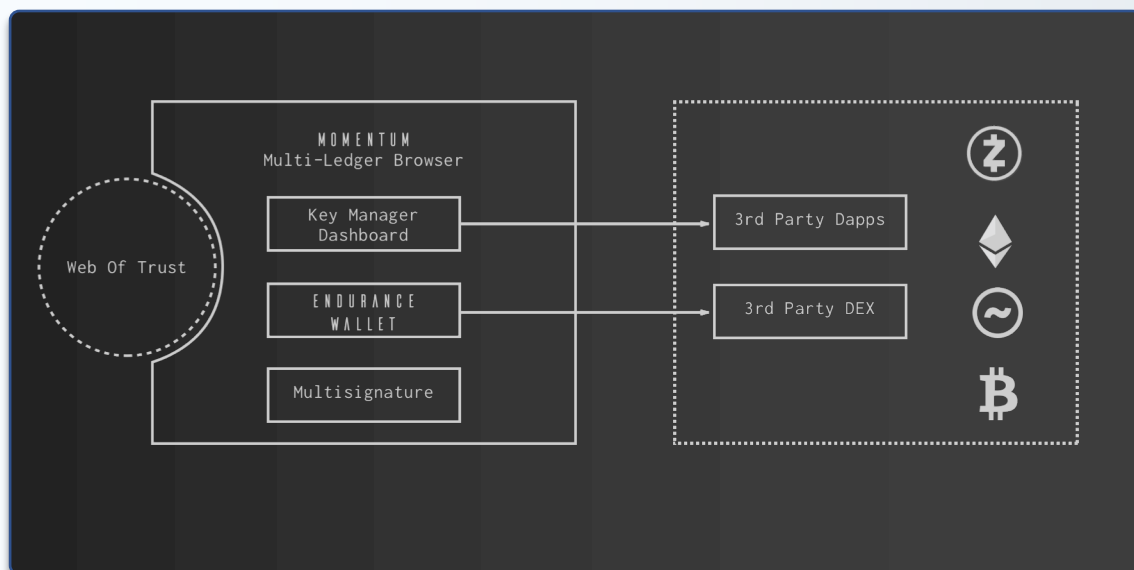 MOMENTUM
Multi-Ledger Browser
Web Of Trust
Key Manager
Dashboard
ENDURANCE
WALLET
Multisignature
3rd Party Dapps
3rd Party DEX